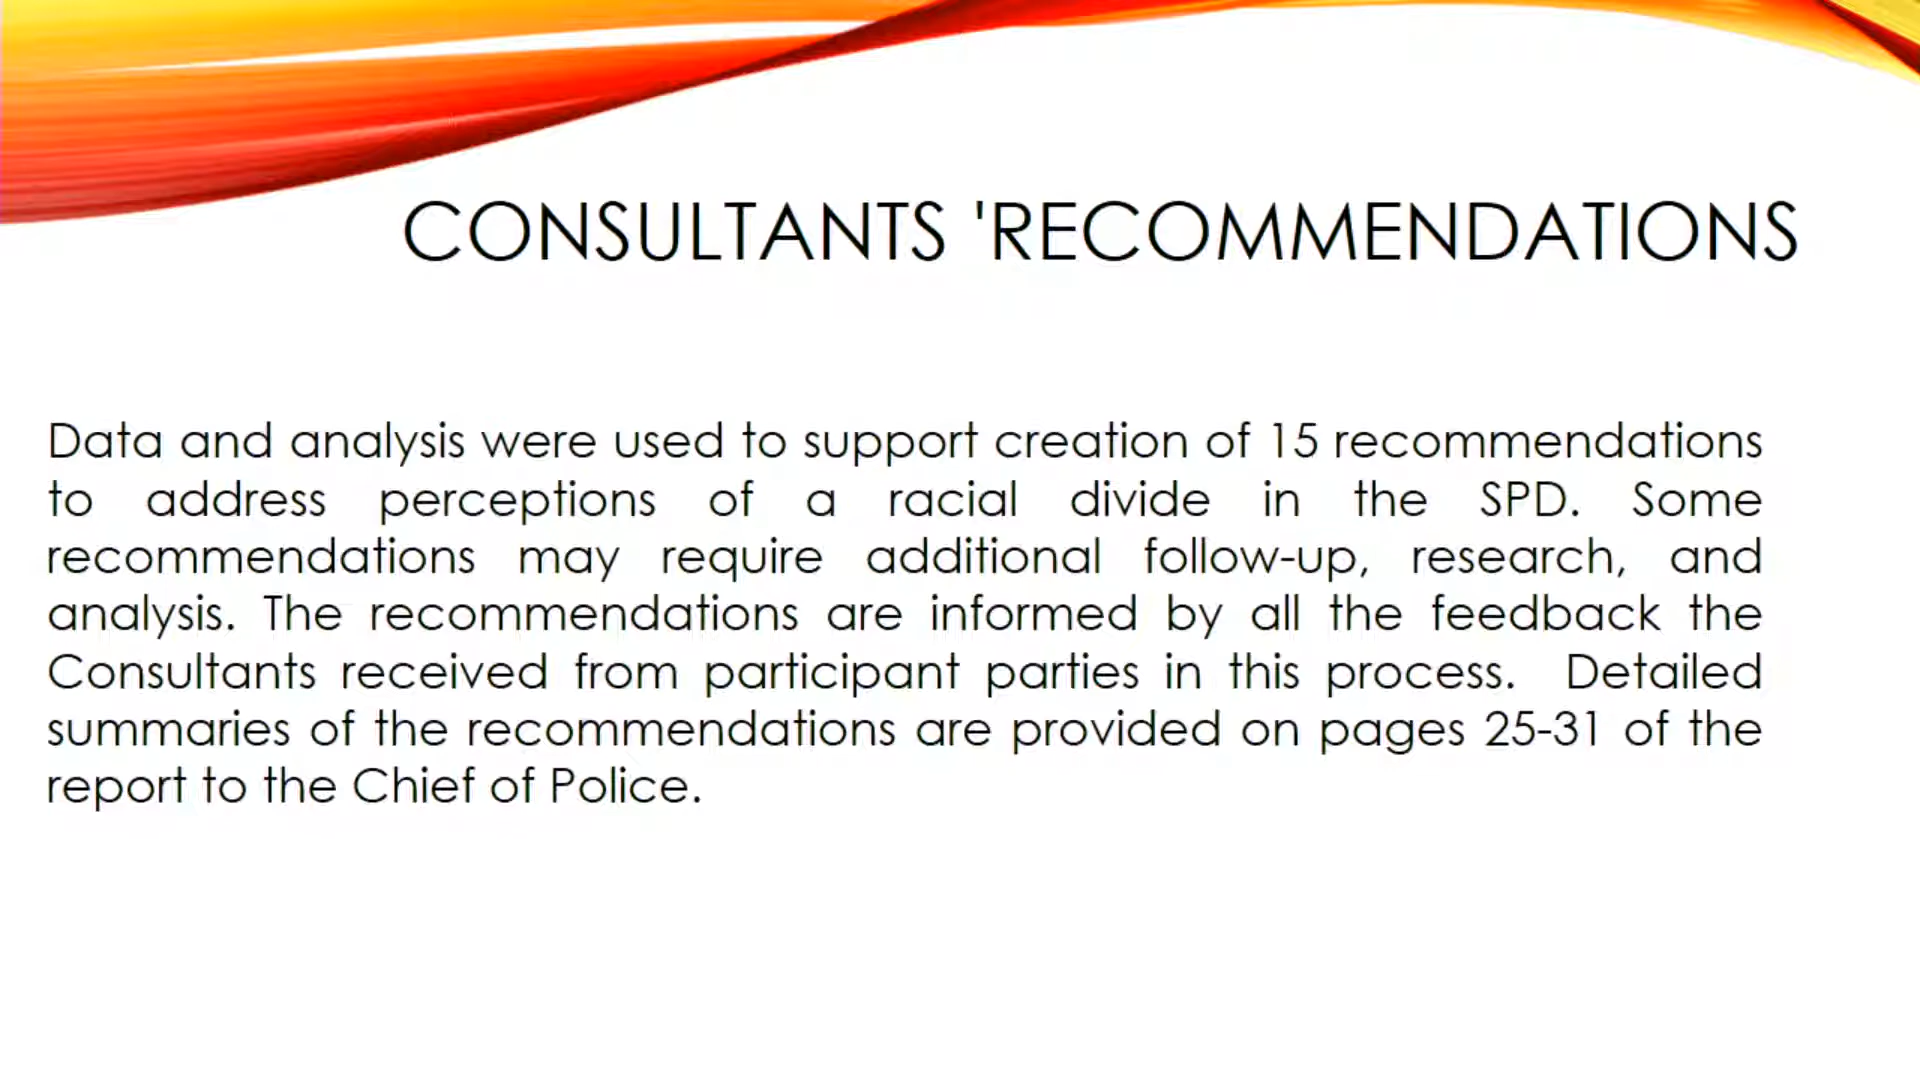 CONSULTANTS 'RECOMMENDATIONS
Data and analysis were used to support creation of 15 recommendations
to address perceptions of a racial divide in the SPD. Some
recommendations may require additional follow-up, research, and
analysis. The recommendations are informed by all the feedback the
Consultants received from participant parties in this process.  Detailed
summaries of the recommendations are provided on pages 25-31 of the
report to the Chief of Police.